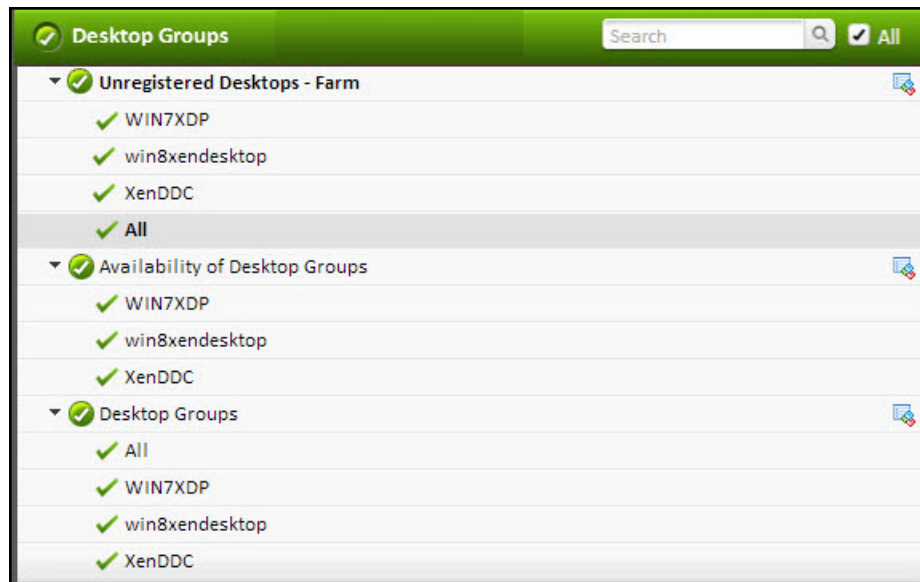 Desktop Groups Search All
Unregistered Desktops - Farm
WIN7XDP
win8xendesktop
XenDDC
All
Availability of Desktop Groups
WIN7XDP
win8xendesktop
XenDDC
Desktop Groups
All
WIN7XDP
win8xendesktop
XenDDC